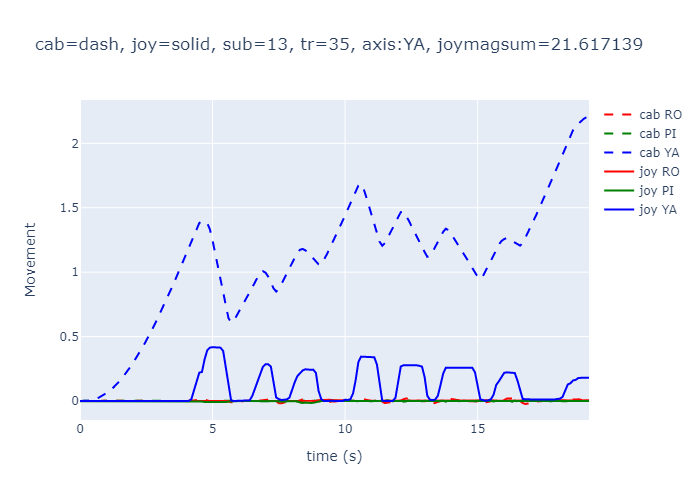 cab=dash, joy=solid, sub=13, tr=35, axis:YA, joymagsum=21.617139
cab RO
cab PI
cab YA
joy RO
joy PI
joy YA
Movement
2
1.5
1
0.5
0
0 5 10 15
time (s)